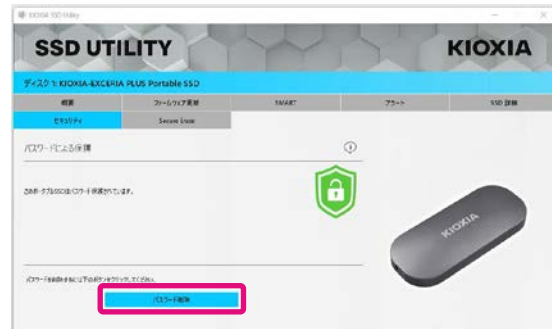 KIOXIA SSD Utility
SSD UTILITY
KIOXIA
ディスク 1: KIOXIA-EXCERIA PLUS Portable SSD
概要
ファームウェア更新
SMART
アラート
SSD 詳細
セキュリティ
Secure Erase
パスワードによる保護
このポータブルSSDはパスワード保護されています。
KIOXIA
パスワードを削除するには以下のボタンをクリックしてください。
パスワード削除